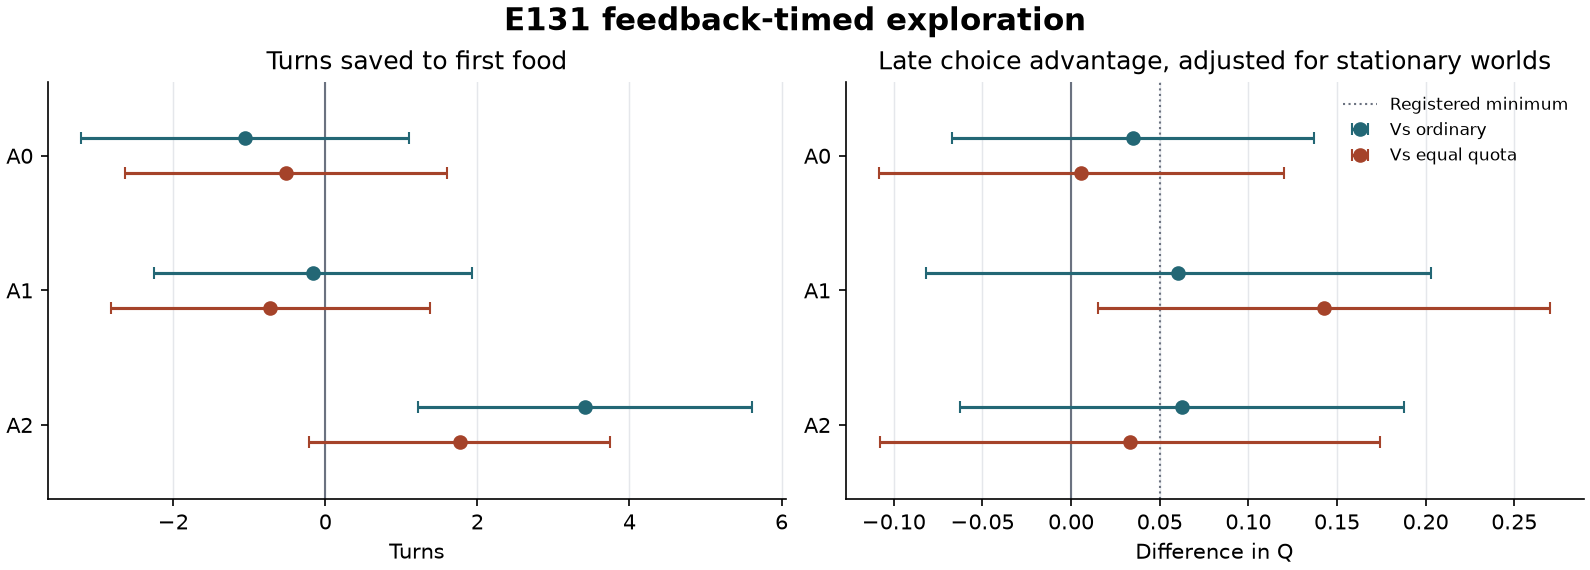 E131 feedback-timed exploration
Turns saved to first food
A0
A1
A2
−2
0
2
4
6
Turns
Late choice advantage, adjusted for stationary worlds
Registered minimum
Vs ordinary
Vs equal quota
A0
A1
A2
−0.10
−0.05
0.00
0.05
0.10
0.15
0.20
0.25
Difference in Q